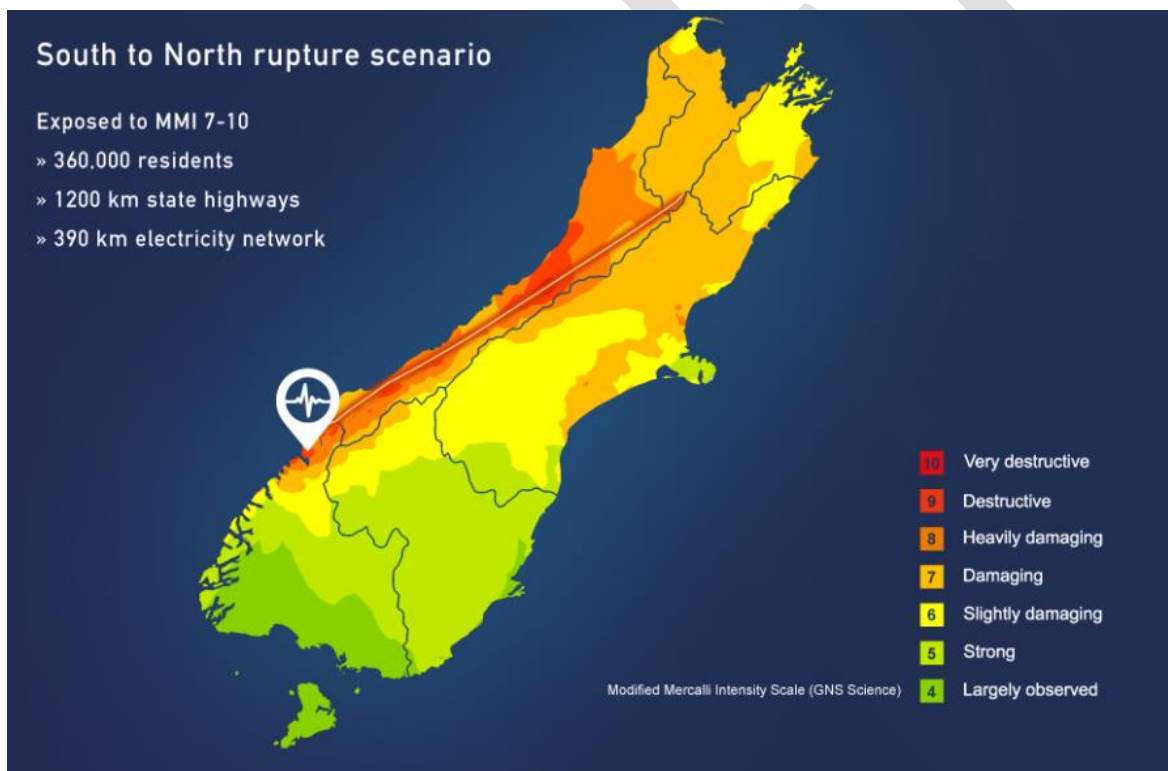 South to North rupture scenario
Exposed to MMI 7-10
» 360,000 residents
» 1200 km state highways
» 390 km electricity network
10 Very destructive
9 Destructive
8 Heavily damaging
7 Damaging
6 Slightly damaging
5 Strong
Modified Mercalli Intensity Scale (GNS Science) 4 Largely observed